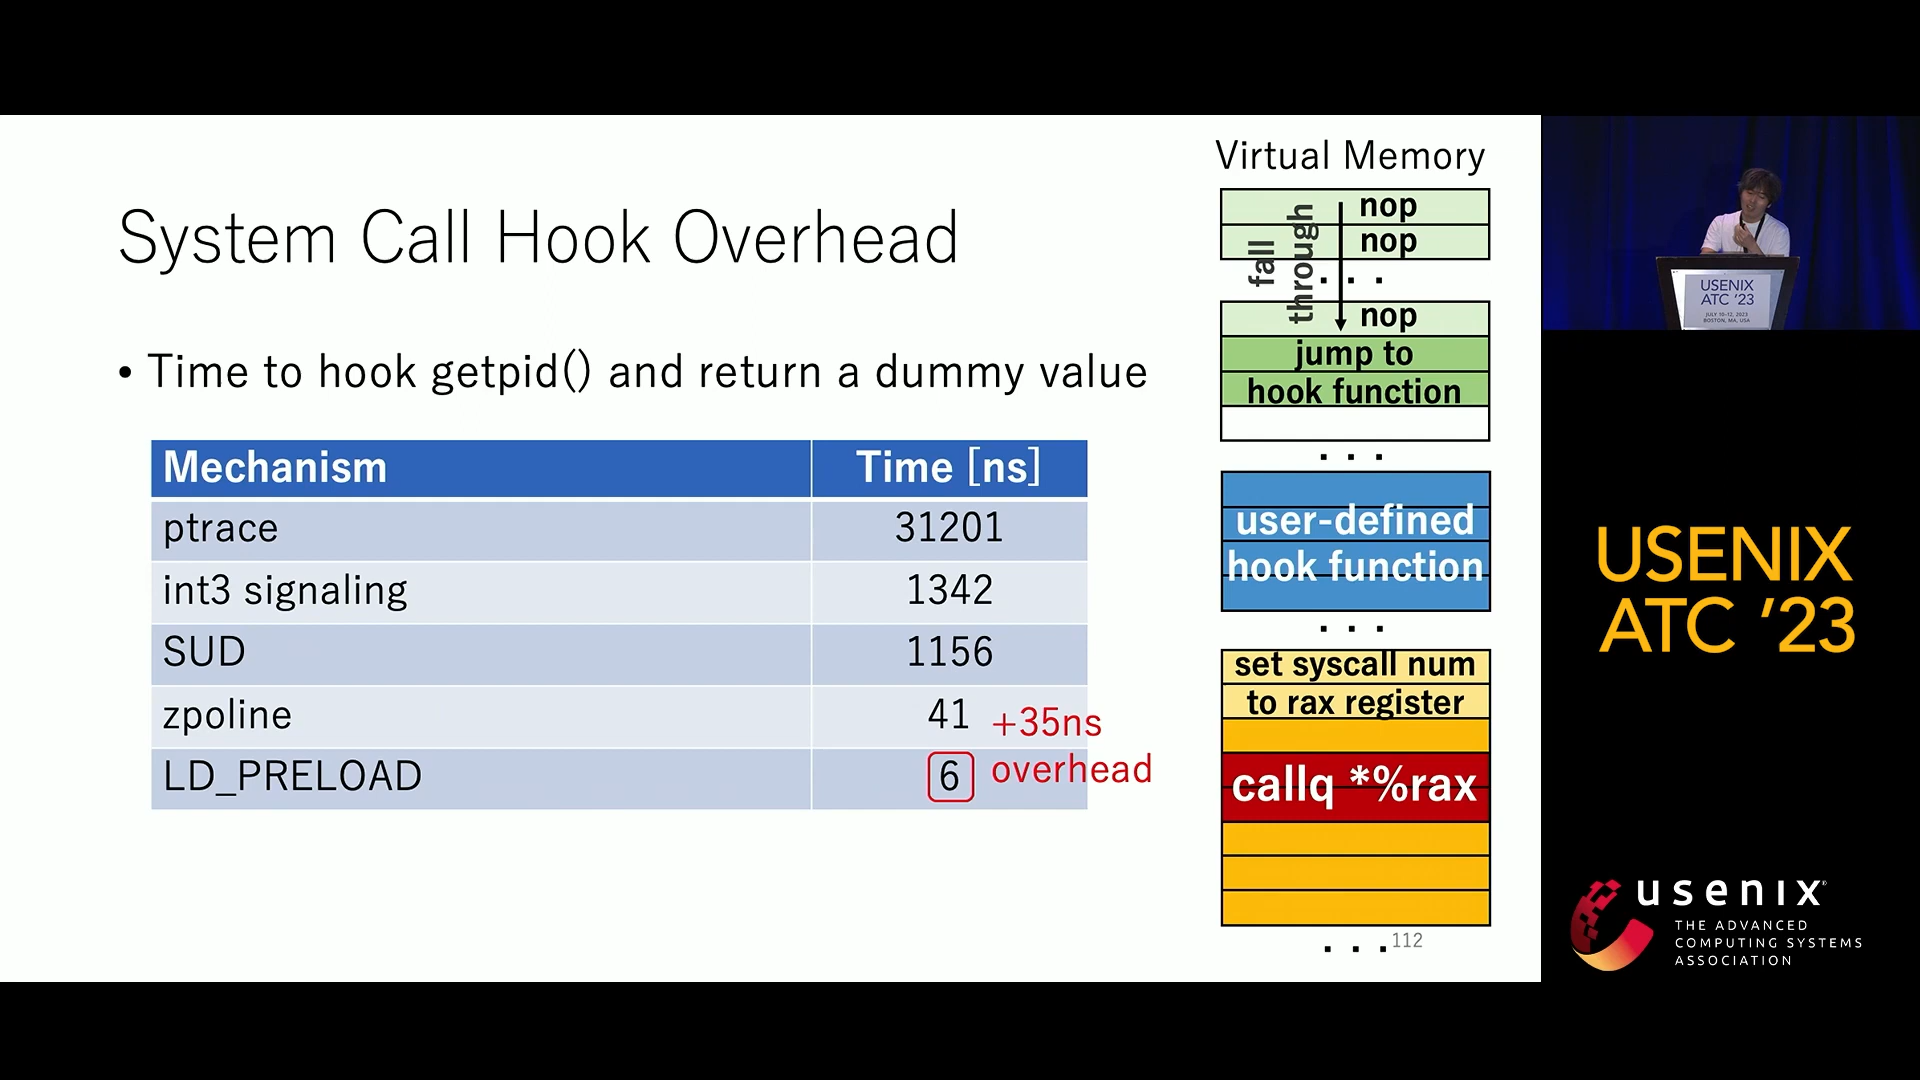 System Call Hook Overhead
• Time to hook getpid() and return a dummy value
Mechanism Time [ns]
ptrace 31201
int3 signaling 1342
SUD 1156
zpoline 41 +35ns
LD_PRELOAD 6 overhead
Virtual Memory
nop
nop
fall
through
. . .
nop
jump to
hook function
. . .
user-defined
hook function
. . .
set syscall num
to rax register
callq *%rax
. . .
112
USENIX
ATC '23
JULY 10–12, 2023
BOSTON, MA, USA
USENIX
ATC '23
usenix®
THE ADVANCED
COMPUTING SYSTEMS
ASSOCIATION